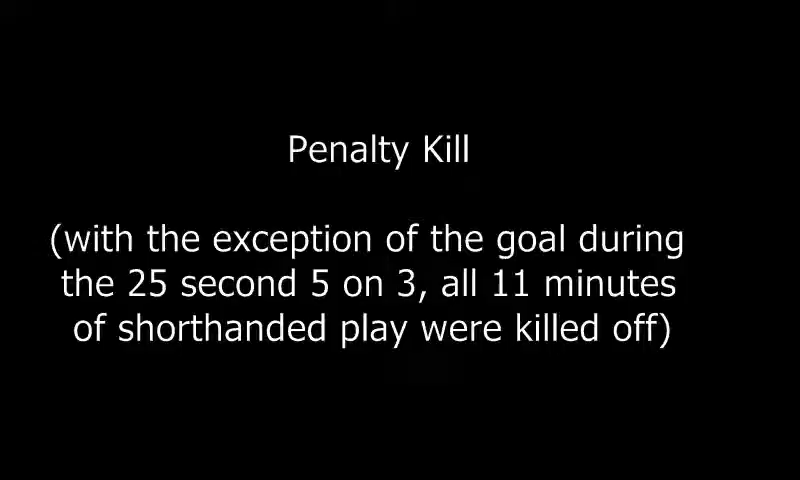 Penalty Kill
(with the exception of the goal during
the 25 second 5 on 3, all 11 minutes
of shorthanded play were killed off)